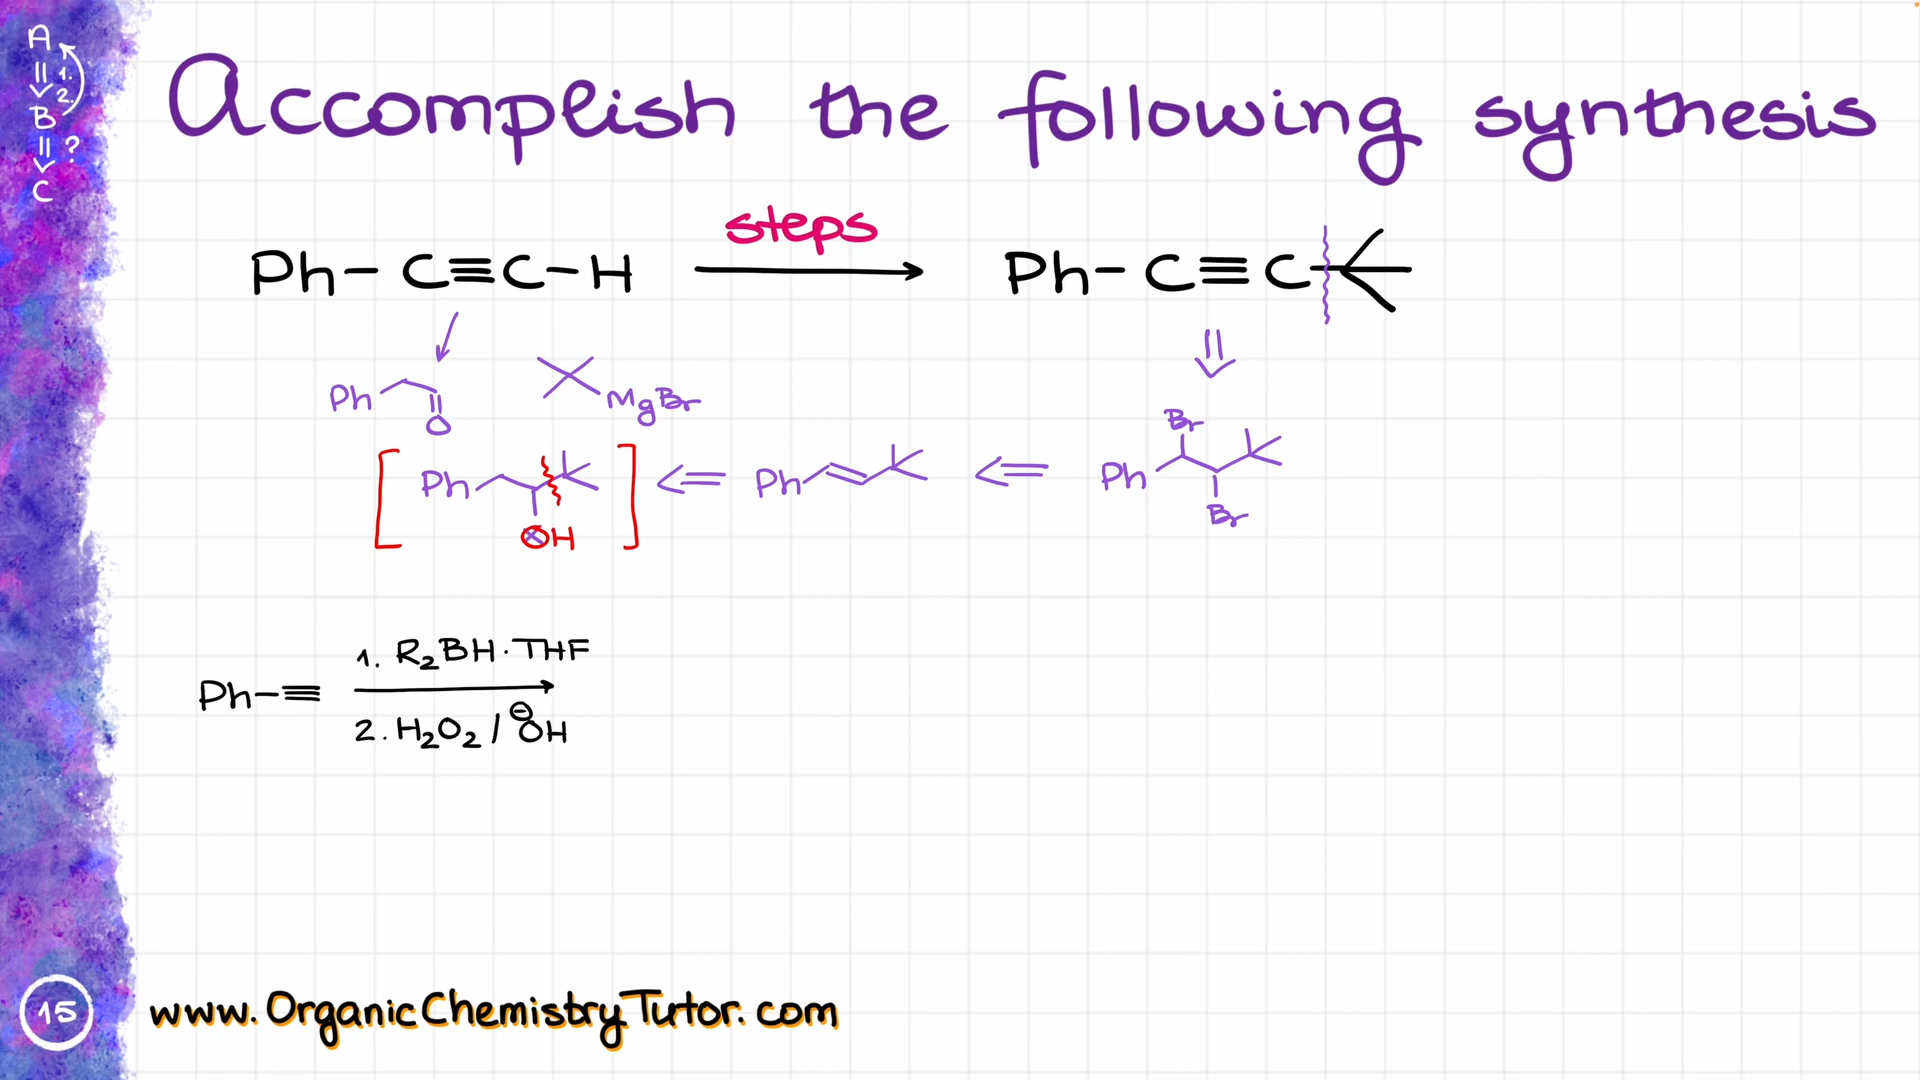 A
1.
2.
B
?
C
Accomplish the following synthesis
steps
Ph-C≡C-H
Ph-C≡C
Ph
O
MgBr
Br
Ph
OH
Ph
Ph
Br
1. R₂BH·THF
Ph-≡
2. H₂O₂ / ⊖OH
15
www.OrganicChemistryTutor.com